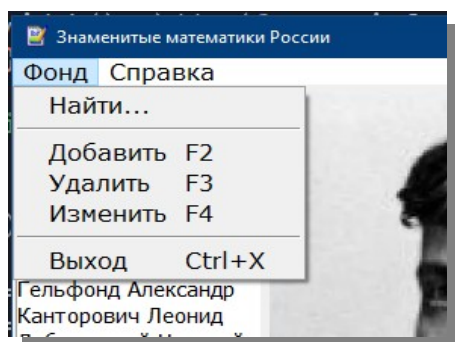 Знаменитые математики России
Фонд Справка
Найти...
Добавить F2
Удалить F3
Изменить F4
Выход Ctrl+X
Гельфонд Александр
Канторович Леонид